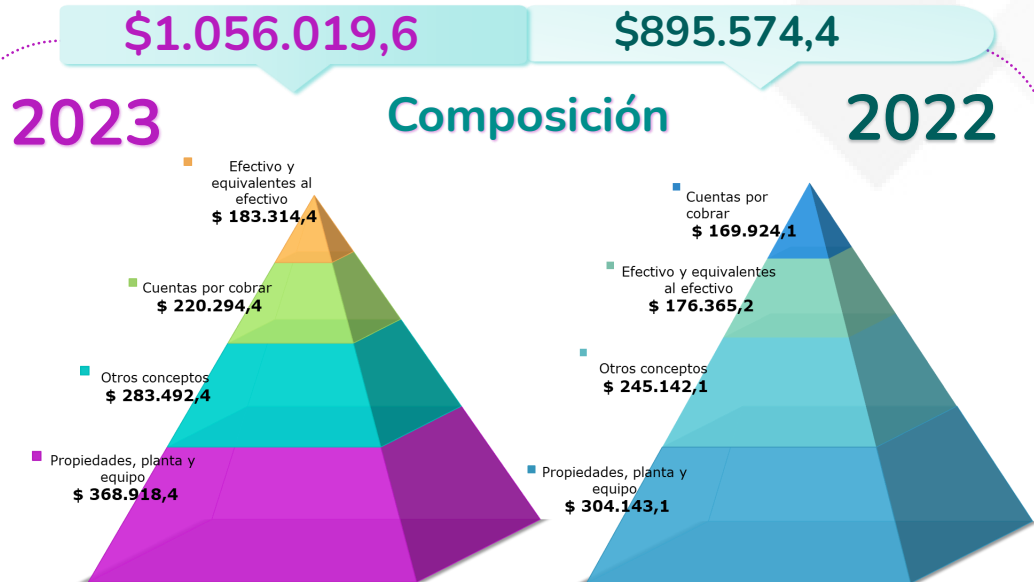 $1.056.019,6
$895.574,4
2023
Composición
2022
Efectivo y
equivalentes al
efectivo
$ 183.314,4
Cuentas por cobrar
$ 220.294,4
Otros conceptos
$ 283.492,4
Propiedades, planta y
equipo
$ 368.918,4
Cuentas por
cobrar
$ 169.924,1
Efectivo y equivalentes
al efectivo
$ 176.365,2
Otros conceptos
$ 245.142,1
Propiedades, planta y
equipo
$ 304.143,1